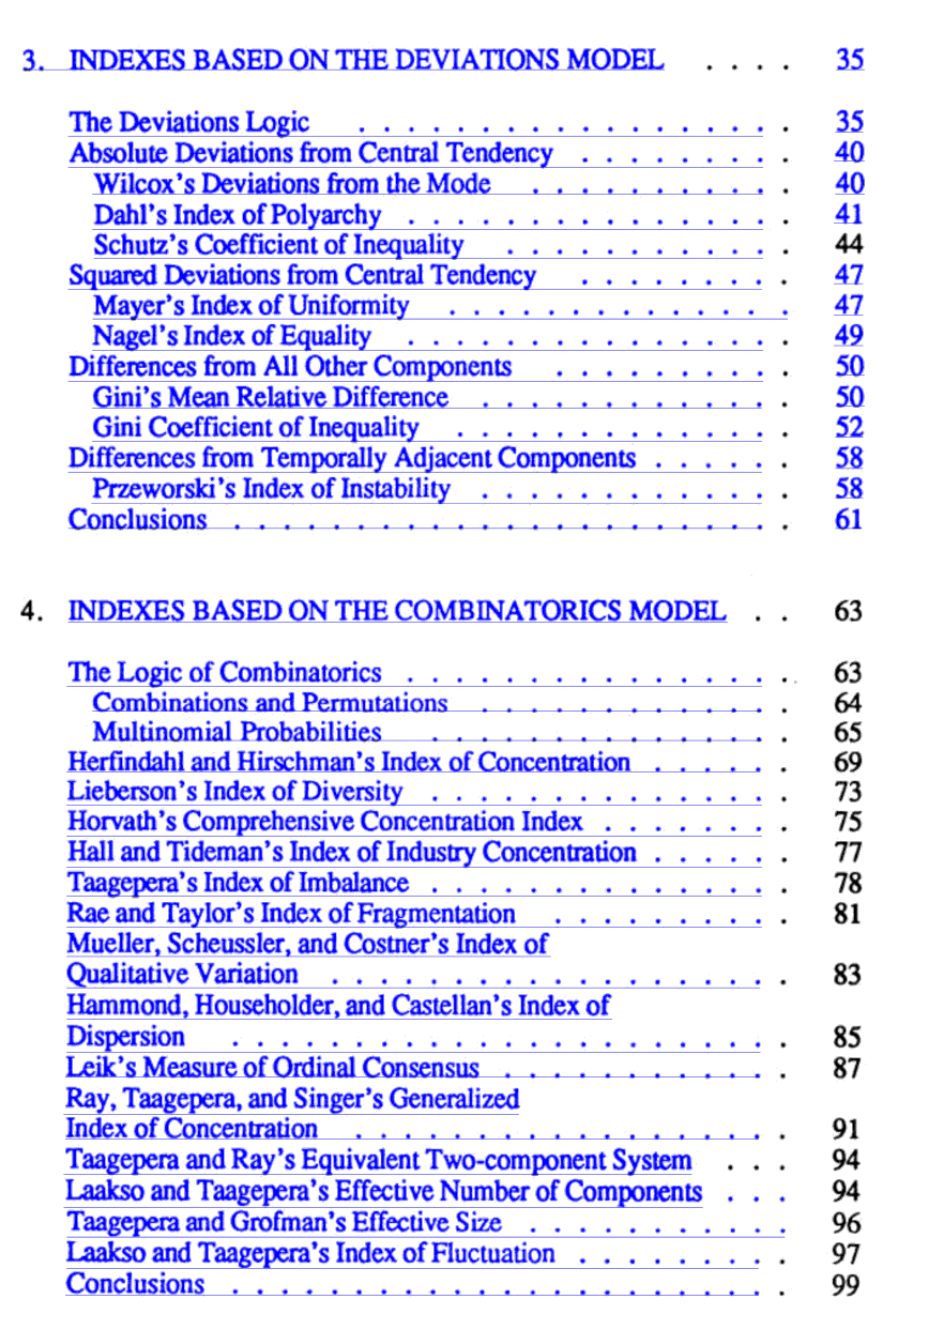 3. INDEXES BASED ON THE DEVIATIONS MODEL . . . . 35
The Deviations Logic . . . . . . . . . . . . . . . . . . 35
Absolute Deviations from Central Tendency . . . . . . . . . 40
Wilcox's Deviations from the Mode . . . . . . . . . . . 40
Dahl's Index of Polyarchy . . . . . . . . . . . . . . . . 41
Schutz's Coefficient of Inequality . . . . . . . . . . . . 44
Squared Deviations from Central Tendency . . . . . . . . . 47
Mayer's Index of Uniformity . . . . . . . . . . . . . . 47
Nagel's Index of Equality . . . . . . . . . . . . . . . . 49
Differences from All Other Components . . . . . . . . . . 50
Gini's Mean Relative Difference . . . . . . . . . . . . . 50
Gini Coefficient of Inequality . . . . . . . . . . . . . . 52
Differences from Temporally Adjacent Components . . . . . . 58
Przeworski's Index of Instability . . . . . . . . . . . . . 58
Conclusions . . . . . . . . . . . . . . . . . . . . . . . 61
4. INDEXES BASED ON THE COMBINATORICS MODEL . . 63
The Logic of Combinatorics . . . . . . . . . . . . . . . . 63
Combinations and Permutations . . . . . . . . . . . . . 64
Multinomial Probabilities . . . . . . . . . . . . . . . 65
Herfindahl and Hirschman's Index of Concentration . . . . . . 69
Lieberson's Index of Diversity . . . . . . . . . . . . . . . 73
Horvath's Comprehensive Concentration Index . . . . . . . . 75
Hall and Tideman's Index of Industry Concentration . . . . . . 77
Taagepera's Index of Imbalance . . . . . . . . . . . . . . . 78
Rae and Taylor's Index of Fragmentation . . . . . . . . . . 81
Mueller, Scheussler, and Costner's Index of
Qualitative Variation . . . . . . . . . . . . . . . . . . . 83
Hammond, Householder, and Castellan's Index of
Dispersion . . . . . . . . . . . . . . . . . . . . . . . 85
Leik's Measure of Ordinal Consensus . . . . . . . . . . . . 87
Ray, Taagepera, and Singer's Generalized
Index of Concentration . . . . . . . . . . . . . . . . . . 91
Taagepera and Ray's Equivalent Two-component System . . . 94
Laakso and Taagepera's Effective Number of Components . . . 94
Taagepera and Grofman's Effective Size . . . . . . . . . . . 96
Laakso and Taagepera's Index of Fluctuation . . . . . . . . . 97
Conclusions . . . . . . . . . . . . . . . . . . . . . . . 99